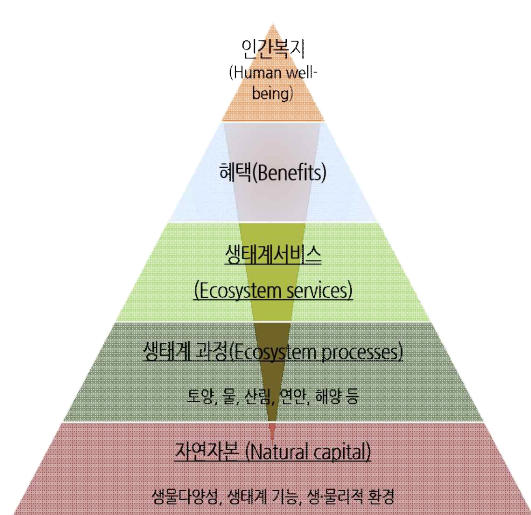 인간복지
(Human well-
being)
혜택(Benefits)
생태계서비스
(Ecosystem services)
생태계 과정(Ecosystem processes)
토양, 물, 산림, 연안, 해양 등
자연자본 (Natural capital)
생물다양성, 생태계 기능, 생·물리적 환경